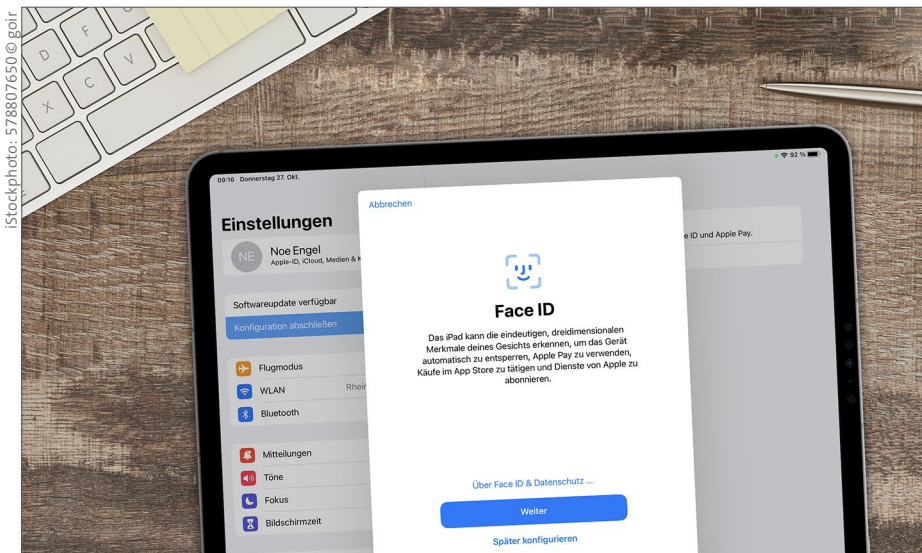 iStockphoto: 578807650 © goir
D
F
X
C
V
09:16 Donnerstag 27. Okt.
92 %
Einstellungen
NE
Noe Engel
Apple-ID, iCloud, Medien & K
Softwareupdate verfügbar
Konfiguration abschließen
Flugmodus
WLAN
Rhein
Bluetooth
Mitteilungen
Töne
Fokus
Bildschirmzeit
Abbrechen
Face ID
Das iPad kann die eindeutigen, dreidimensionalen
Merkmale deines Gesichts erkennen, um das Gerät
automatisch zu entsperren, Apple Pay zu verwenden,
Käufe im App Store zu tätigen und Dienste von Apple zu
abonnieren.
Über Face ID & Datenschutz ...
Weiter
Später konfigurieren
e ID und Apple Pay.